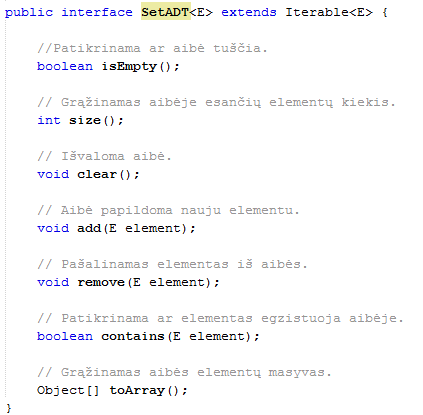 public interface SetADT<E> extends Iterable<E> {
//Patikrinama ar aibė tuščia.
boolean isEmpty();
// Grąžinamas aibėje esančių elementų kiekis.
int size();
// Išvaloma aibė.
void clear();
// Aibė papildoma nauju elementu.
void add(E element);
// Pašalinamas elementas iš aibės.
void remove(E element);
// Patikrinama ar elementas egzistuoja aibėje.
boolean contains(E element);
// Grąžinamas aibės elementų masyvas.
Object[] toArray();
}